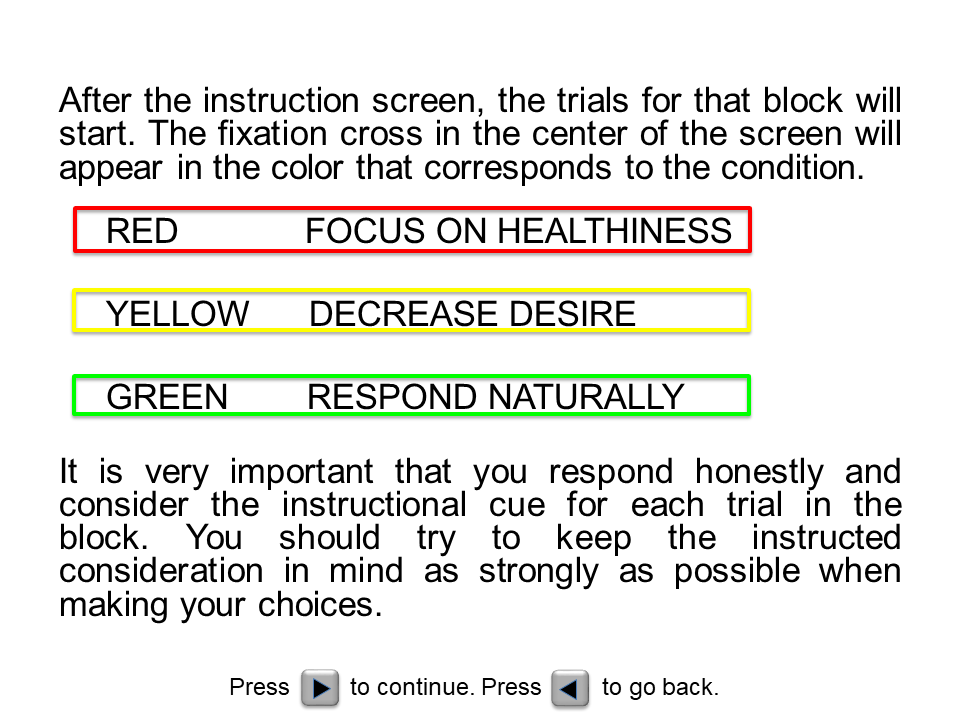 After the instruction screen, the trials for that block will
start. The fixation cross in the center of the screen will
appear in the color that corresponds to the condition.
RED FOCUS ON HEALTHINESS
YELLOW DECREASE DESIRE
GREEN RESPOND NATURALLY
It is very important that you respond honestly and
consider the instructional cue for each trial in the
block. You should try to keep the instructed
consideration in mind as strongly as possible when
making your choices.
Press to continue. Press to go back.